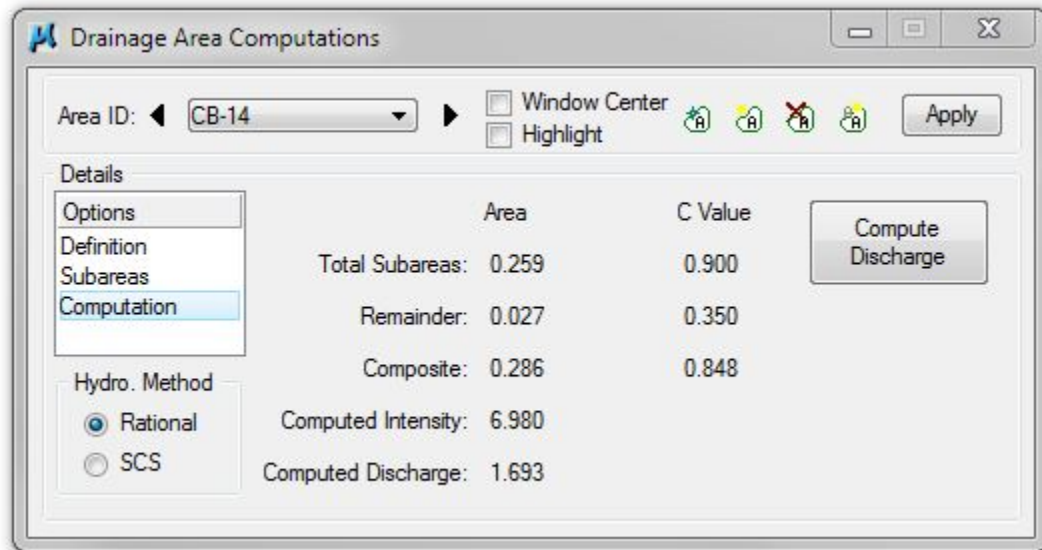 Drainage Area Computations
Area ID: CB-14
Window Center
Highlight
Apply
Details
Options
Definition
Subareas
Computation
Area C Value
Total Subareas: 0.259 0.900
Remainder: 0.027 0.350
Composite: 0.286 0.848
Computed Intensity: 6.980
Computed Discharge: 1.693
Compute
Discharge
Hydro. Method
Rational
SCS